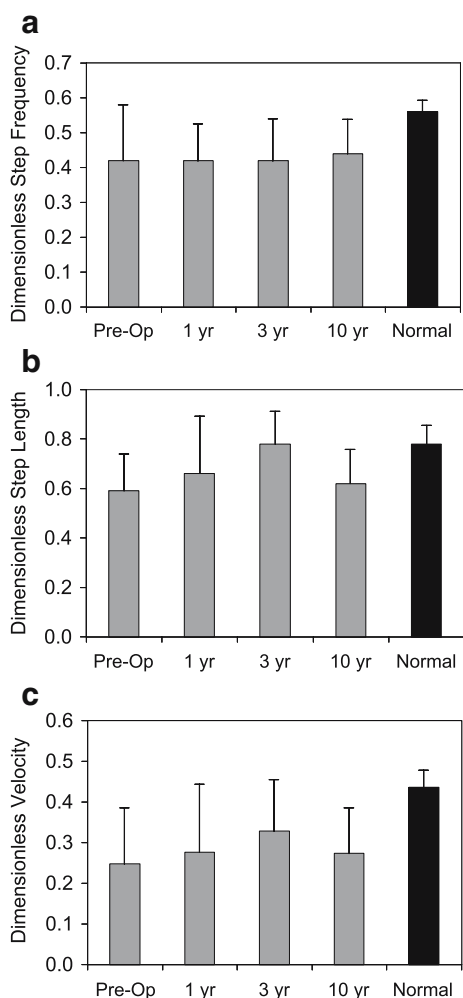 a
Dimensionless Step Frequency
0.7
0.6
0.5
0.4
0.3
0.2
0.1
0.0
Pre-Op 1 yr 3 yr 10 yr Normal
b
Dimensionless Step Length
1.0
0.8
0.6
0.4
0.2
0.0
Pre-Op 1 yr 3 yr 10 yr Normal
c
Dimensionless Velocity
0.6
0.5
0.4
0.3
0.2
0.1
0.0
Pre-Op 1 yr 3 yr 10 yr Normal